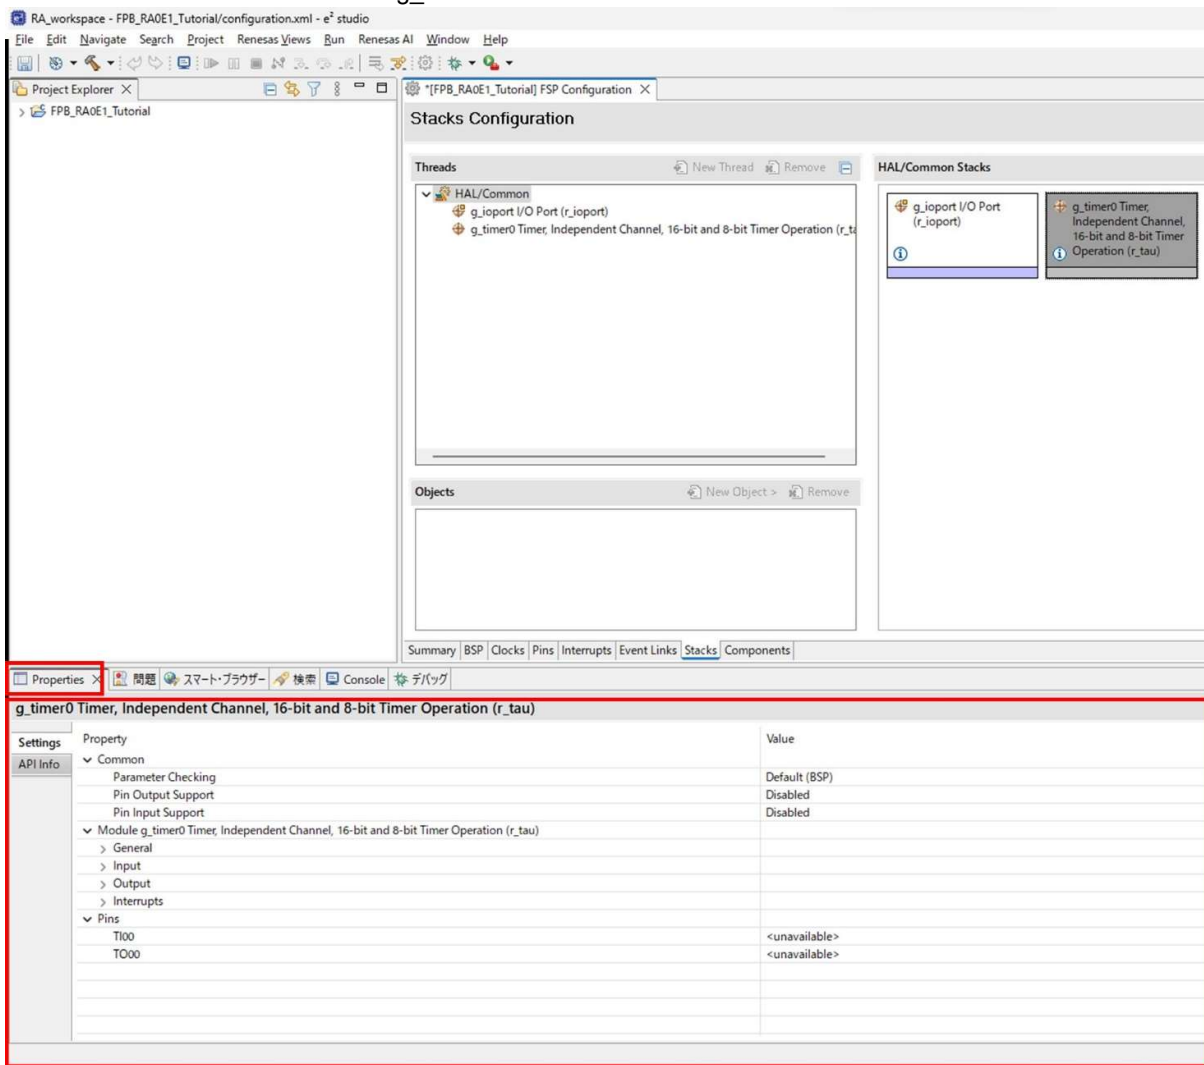 g_
RA_workspace - FPB_RA0E1_Tutorial/configuration.xml - e² studio
File Edit Navigate Search Project Renesas Views Run Renesas AI Window Help
Project Explorer
FPB_RA0E1_Tutorial
*[FPB_RA0E1_Tutorial] FSP Configuration
Stacks Configuration
Threads New Thread Remove
HAL/Common
g_ioport I/O Port (r_ioport)
g_timer0 Timer, Independent Channel, 16-bit and 8-bit Timer Operation (r_ta
HAL/Common Stacks
g_ioport I/O Port
(r_ioport)
g_timer0 Timer,
Independent Channel,
16-bit and 8-bit Timer
Operation (r_tau)
Objects New Object > Remove
Summary BSP Clocks Pins Interrupts Event Links Stacks Components
Properties 問題 スマート・ブラウザー 検索 Console デバッグ
g_timer0 Timer, Independent Channel, 16-bit and 8-bit Timer Operation (r_tau)
Settings
API Info
Property Value
Common
Parameter Checking Default (BSP)
Pin Output Support Disabled
Pin Input Support Disabled
Module g_timer0 Timer, Independent Channel, 16-bit and 8-bit Timer Operation (r_tau)
General
Input
Output
Interrupts
Pins
TI00 <unavailable>
TO00 <unavailable>